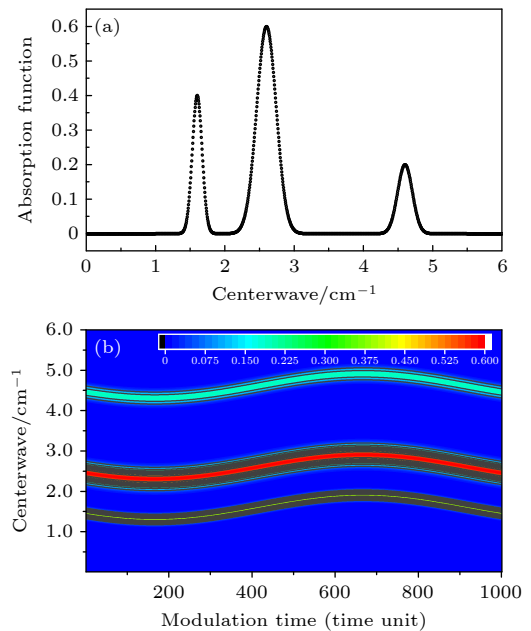 (a)
Absorption function
0.6
0.5
0.4
0.3
0.2
0.1
0
0 1 2 3 4 5 6
Centerwave/cm⁻¹
(b)
0 0.075 0.150 0.225 0.300 0.375 0.450 0.525 0.600
Centerwave/cm⁻¹
6.0
5.0
4.0
3.0
2.0
1.0
200 400 600 800 1000
Modulation time (time unit)